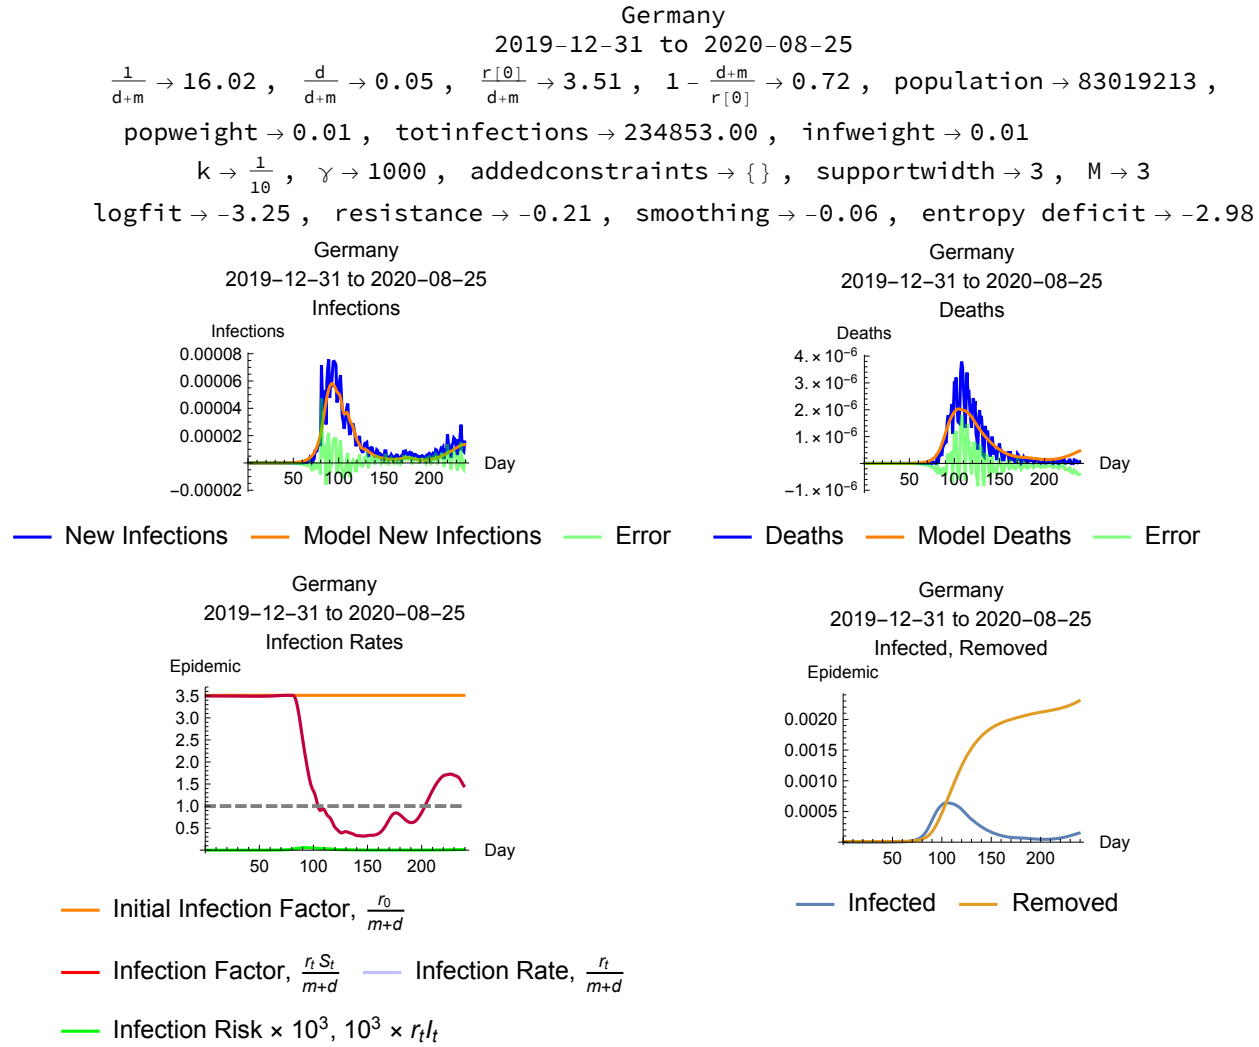 Germany
2019-12-31 to 2020-08-25
1/(d+m) → 16.02 , d/(d+m) → 0.05 , r[0]/(d+m) → 3.51 , 1 - (d+m)/r[0] → 0.72 , population → 83019213 ,
popweight → 0.01 , totinfections → 234853.00 , infweight → 0.01
k → 1/10 , γ → 1000 , addedconstraints → {} , supportwidth → 3 , M → 3
logfit → -3.25 , resistance → -0.21 , smoothing → -0.06 , entropy deficit → -2.98
Germany
2019-12-31 to 2020-08-25
Infections
Infections
0.00008
0.00006
0.00004
0.00002
-0.00002
50 100 150 200
Day
New Infections Model New Infections Error
Germany
2019-12-31 to 2020-08-25
Deaths
Deaths
4. × 10⁻⁶
3. × 10⁻⁶
2. × 10⁻⁶
1. × 10⁻⁶
-1. × 10⁻⁶
50 100 150 200
Day
Deaths Model Deaths Error
Germany
2019-12-31 to 2020-08-25
Infection Rates
Epidemic
3.5
3.0
2.5
2.0
1.5
1.0
0.5
50 100 150 200
Day
Initial Infection Factor, r₀/(m+d)
Infection Factor, rₜ Sₜ/(m+d) Infection Rate, rₜ/(m+d)
Infection Risk × 10³, 10³ × rₜIₜ
Germany
2019-12-31 to 2020-08-25
Infected, Removed
Epidemic
0.0020
0.0015
0.0010
0.0005
50 100 150 200
Day
Infected Removed